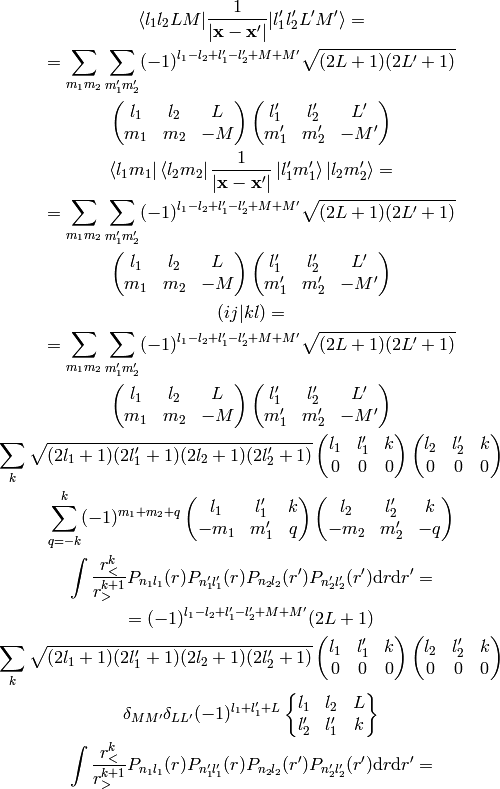 \langle l_1 l_2 L M | \frac{1}{|\mathbf{x} - \mathbf{x}'|} | l_1' l_2' L' M' \rangle =
= \sum_{m_1 m_2} \sum_{m_1' m_2'} (-1)^{l_1 - l_2 + l_1' - l_2' + M + M'} \sqrt{(2L+1)(2L'+1)}
\begin{pmatrix} l_1 & l_2 & L \\ m_1 & m_2 & -M \end{pmatrix} \begin{pmatrix} l_1' & l_2' & L' \\ m_1' & m_2' & -M' \end{pmatrix}
\langle l_1 m_1 | \langle l_2 m_2 | \frac{1}{|\mathbf{x} - \mathbf{x}'|} | l_1' m_1' \rangle | l_2 m_2' \rangle =
= \sum_{m_1 m_2} \sum_{m_1' m_2'} (-1)^{l_1 - l_2 + l_1' - l_2' + M + M'} \sqrt{(2L+1)(2L'+1)}
\begin{pmatrix} l_1 & l_2 & L \\ m_1 & m_2 & -M \end{pmatrix} \begin{pmatrix} l_1' & l_2' & L' \\ m_1' & m_2' & -M' \end{pmatrix}
(ij|kl) =
= \sum_{m_1 m_2} \sum_{m_1' m_2'} (-1)^{l_1 - l_2 + l_1' - l_2' + M + M'} \sqrt{(2L+1)(2L'+1)}
\begin{pmatrix} l_1 & l_2 & L \\ m_1 & m_2 & -M \end{pmatrix} \begin{pmatrix} l_1' & l_2' & L' \\ m_1' & m_2' & -M' \end{pmatrix}
\sum_k \sqrt{(2l_1+1)(2l_1'+1)(2l_2+1)(2l_2'+1)} \begin{pmatrix} l_1 & l_1' & k \\ 0 & 0 & 0 \end{pmatrix} \begin{pmatrix} l_2 & l_2' & k \\ 0 & 0 & 0 \end{pmatrix}
\sum_{q=-k}^{k} (-1)^{m_1 + m_2 + q} \begin{pmatrix} l_1 & l_1' & k \\ -m_1 & m_1' & q \end{pmatrix} \begin{pmatrix} l_2 & l_2' & k \\ -m_2 & m_2' & -q \end{pmatrix}
\int \frac{r_<^k}{r_>^{k+1}} P_{n_1 l_1}(r) P_{n_1' l_1'}(r) P_{n_2 l_2}(r') P_{n_2' l_2'}(r') \mathrm{d}r \mathrm{d}r' =
= (-1)^{l_1 - l_2 + l_1' - l_2' + M + M'} (2L+1)
\sum_k \sqrt{(2l_1+1)(2l_1'+1)(2l_2+1)(2l_2'+1)} \begin{pmatrix} l_1 & l_1' & k \\ 0 & 0 & 0 \end{pmatrix} \begin{pmatrix} l_2 & l_2' & k \\ 0 & 0 & 0 \end{pmatrix}
\delta_{MM'} \delta_{LL'} (-1)^{l_1 + l_1' + L} \begin{Bmatrix} l_1 & l_2 & L \\ l_2' & l_1' & k \end{Bmatrix}
\int \frac{r_<^k}{r_>^{k+1}} P_{n_1 l_1}(r) P_{n_1' l_1'}(r) P_{n_2 l_2}(r') P_{n_2' l_2'}(r') \mathrm{d}r \mathrm{d}r' =